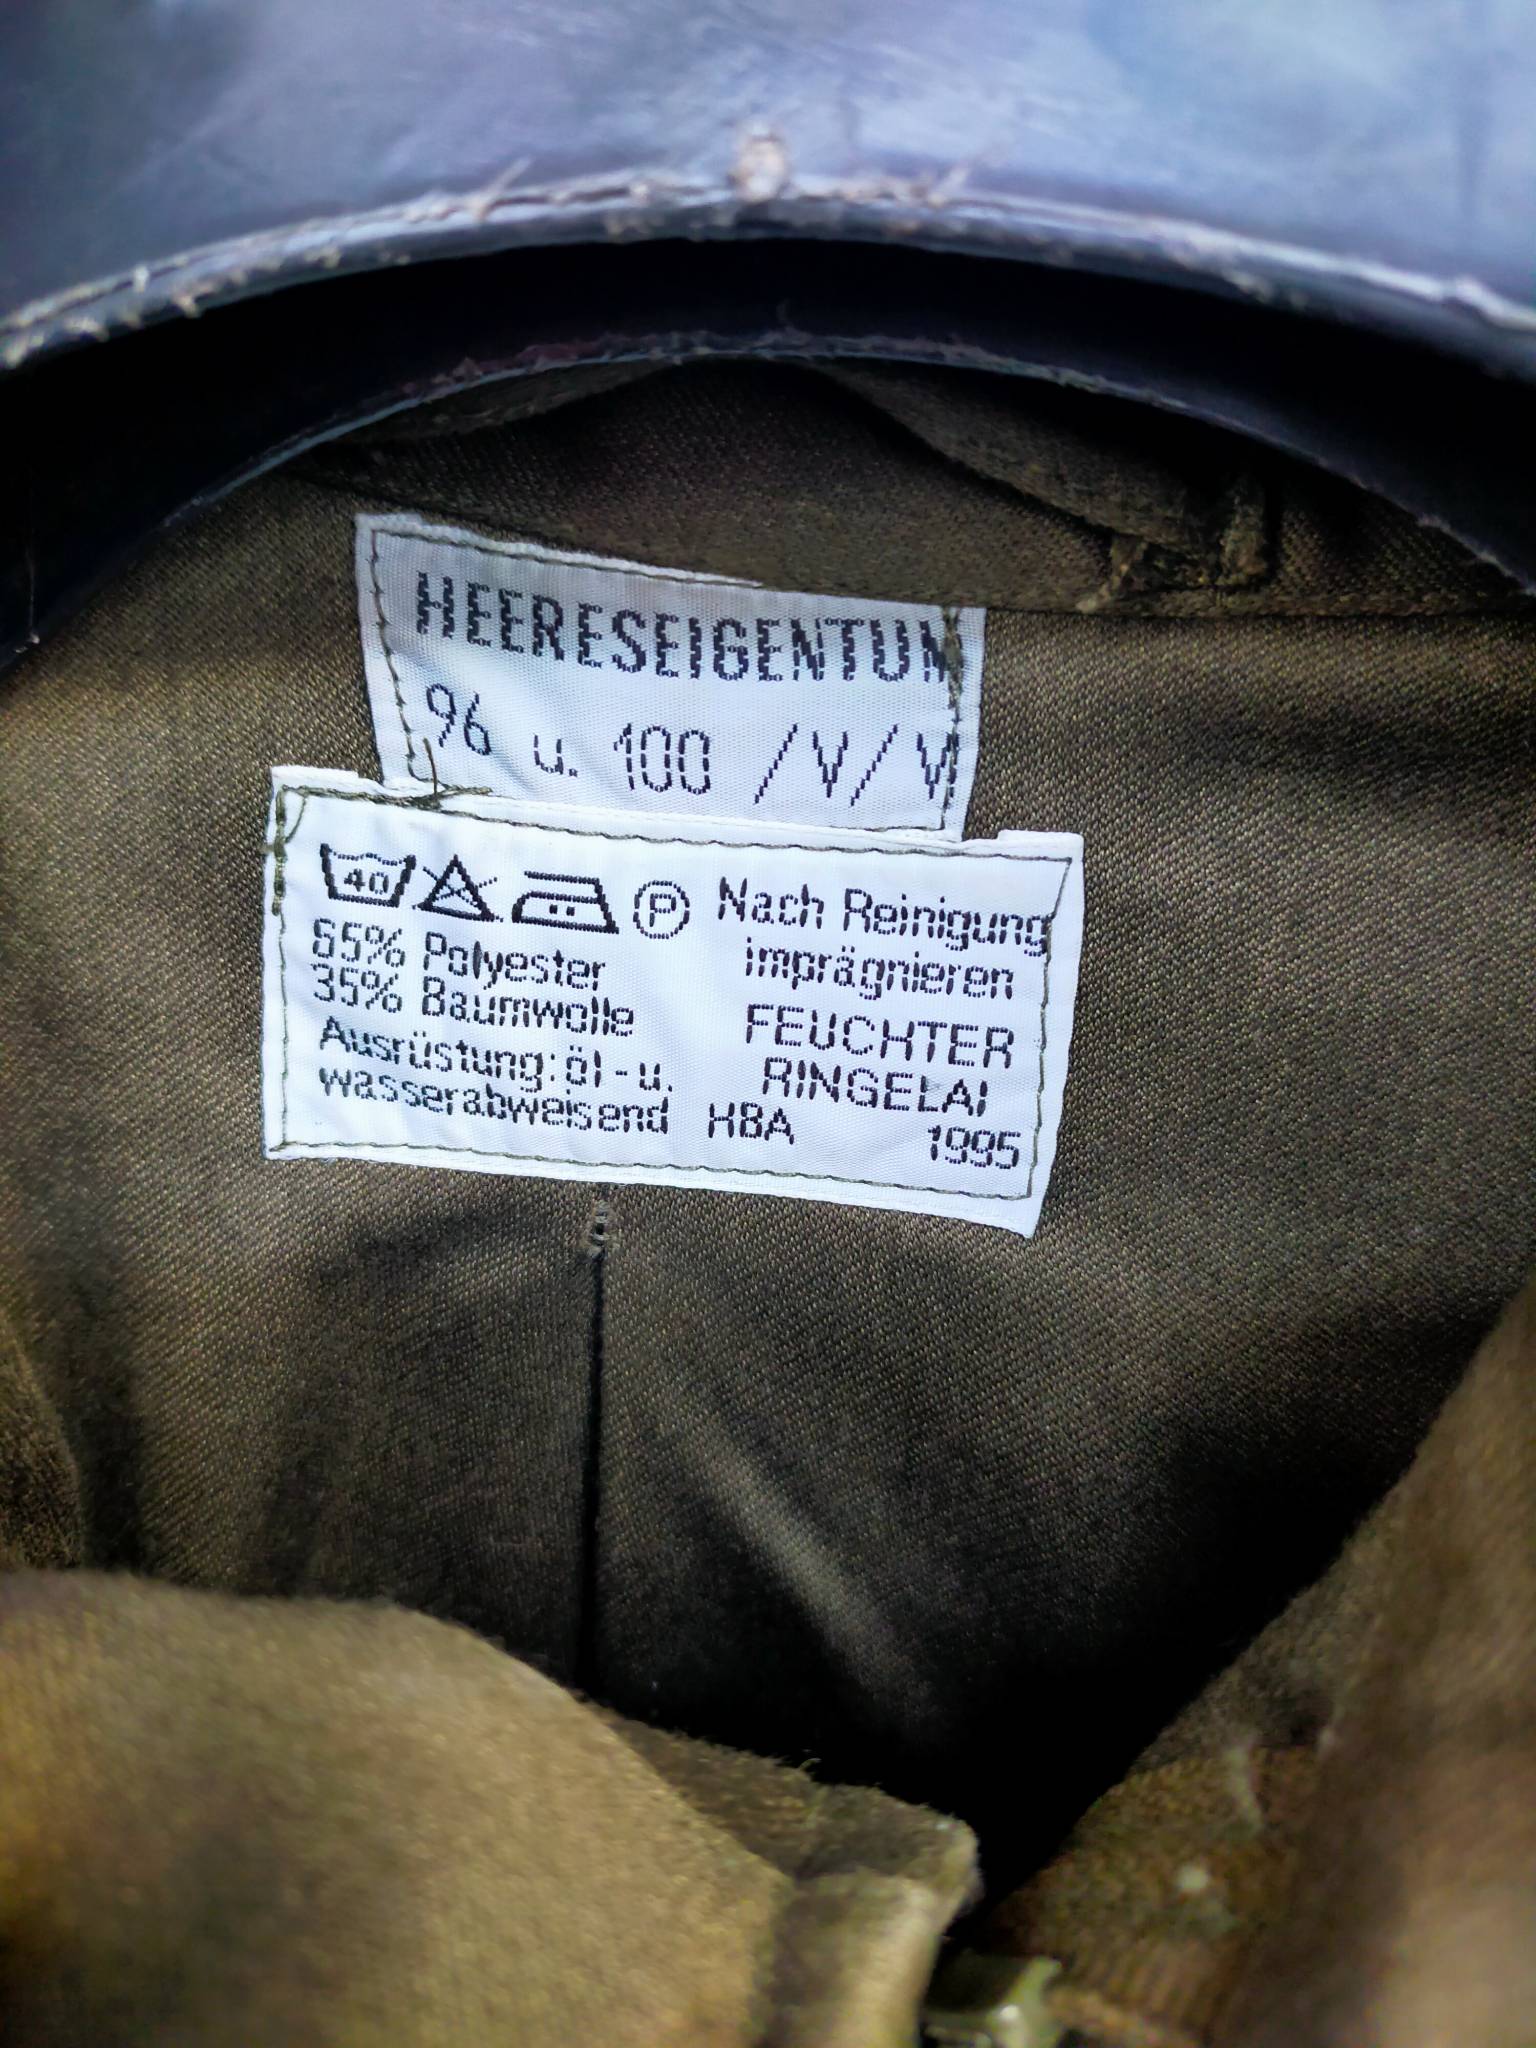 HEERESEIGENTUM
96 u. 100 /V/V
40 P Nach Reinigung
65% Polyester imprägnieren
35% Baumwolle FEUCHTER
Ausrüstung: öl-u. RINGELAI
wasserabweisend HBA 1995